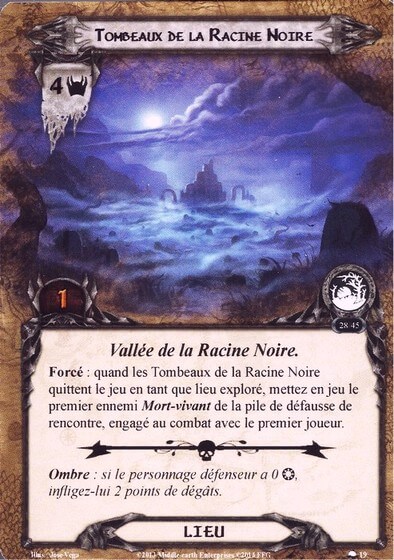 Tombeaux de la Racine Noire
4
1
28-45
Vallée de la Racine Noire.
Forcé : quand les Tombeaux de la Racine Noire
quittent le jeu en tant que lieu exploré, mettez en jeu le
premier ennemi Mort-vivant de la pile de défausse de
rencontre, engagé au combat avec le premier joueur.
Ombre : si le personnage défenseur a 0 ,
infligez-lui 2 points de dégâts.
LIEU
Illus. Jose Vega
©2013 Middle-earth Enterprises ©2013 FFG
19